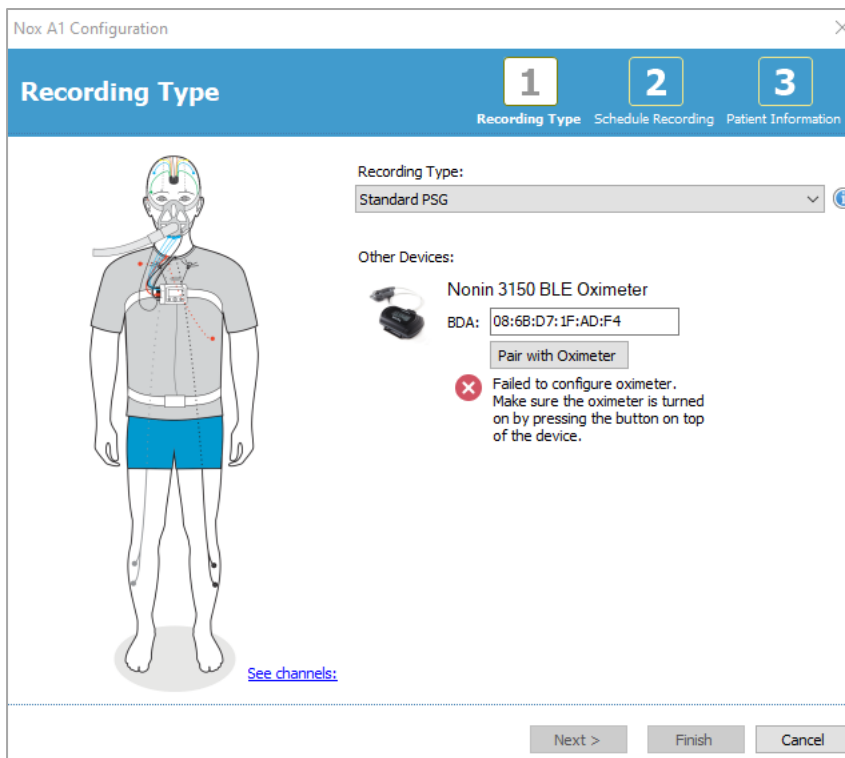 Nox A1 Configuration
Recording Type
1
2
3
Recording Type
Schedule Recording
Patient Information
Recording Type:
Standard PSG
Other Devices:
Nonin 3150 BLE Oximeter
BDA: 08:6B:D7:1F:AD:F4
Pair with Oximeter
Failed to configure oximeter.
Make sure the oximeter is turned
on by pressing the button on top
of the device.
See channels:
Next >
Finish
Cancel